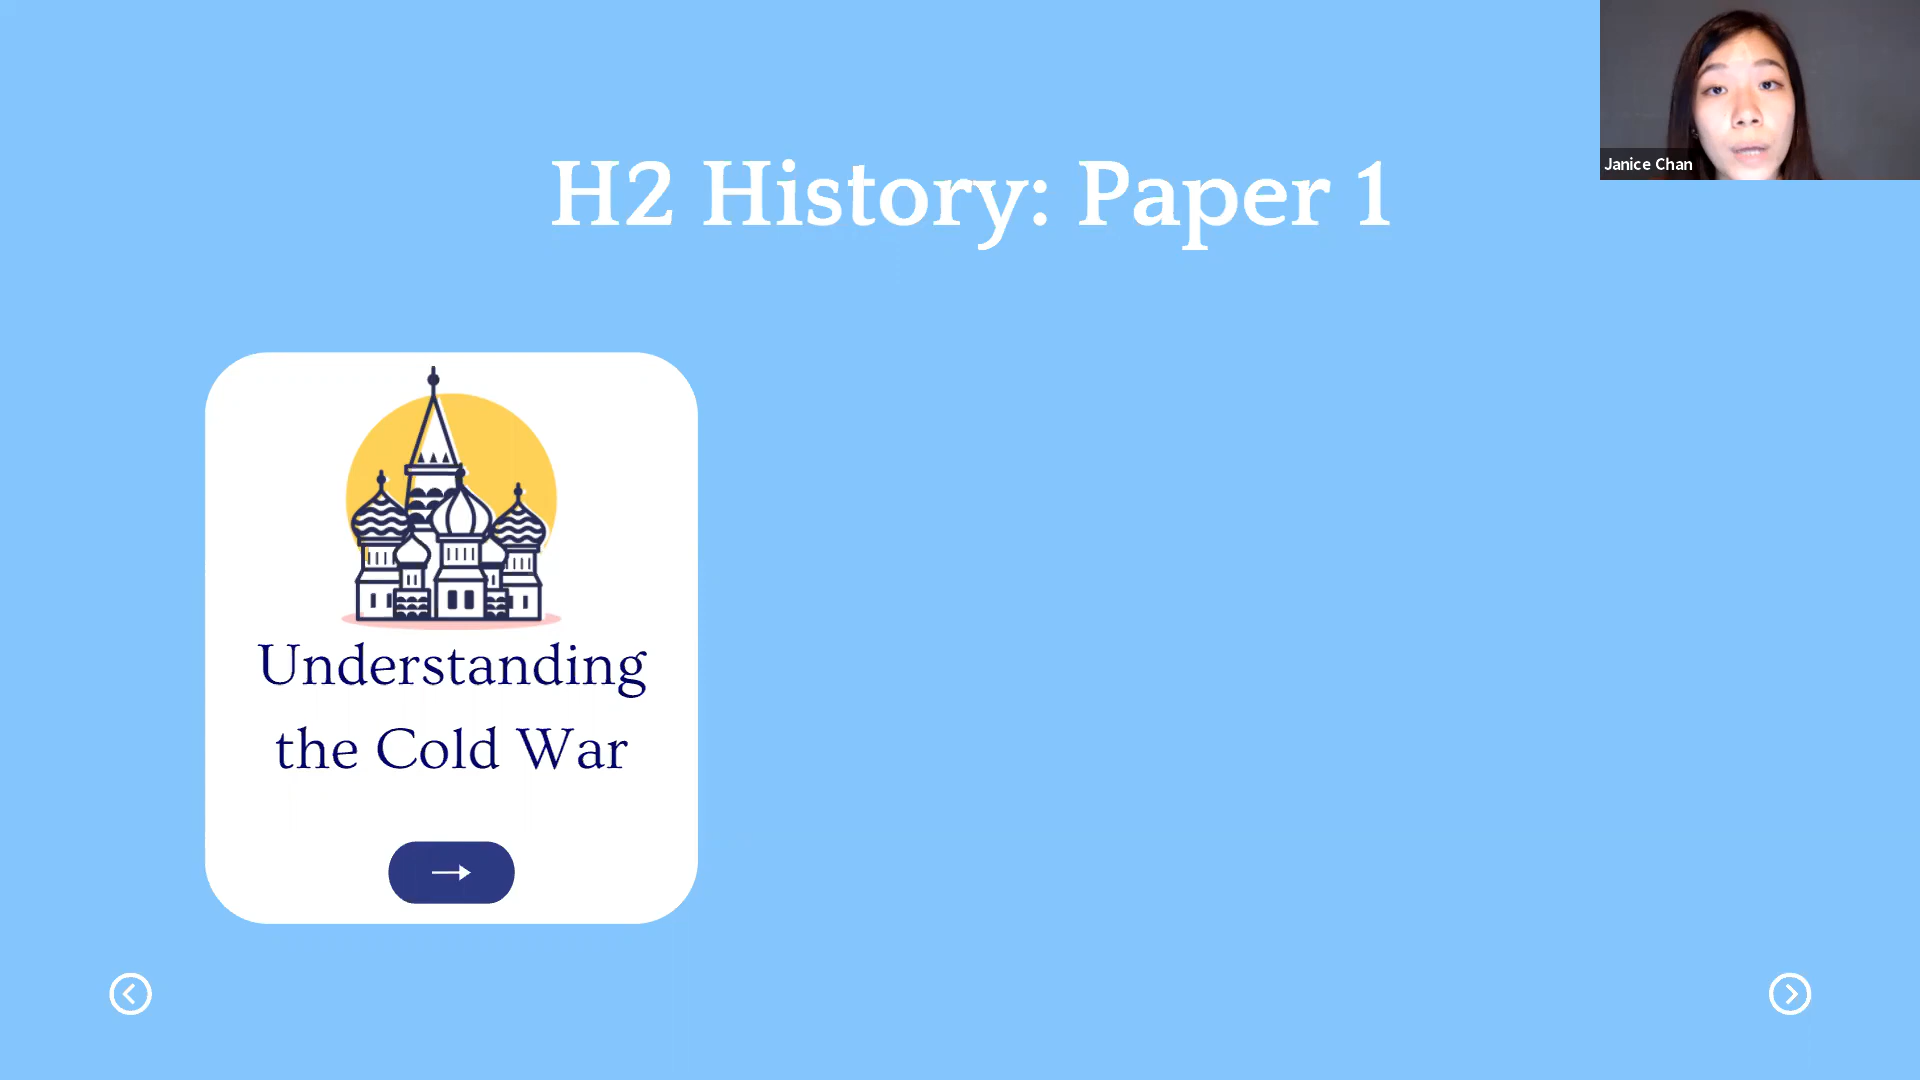 H2 History: Paper 1
Janice Chan
Understanding
the Cold War